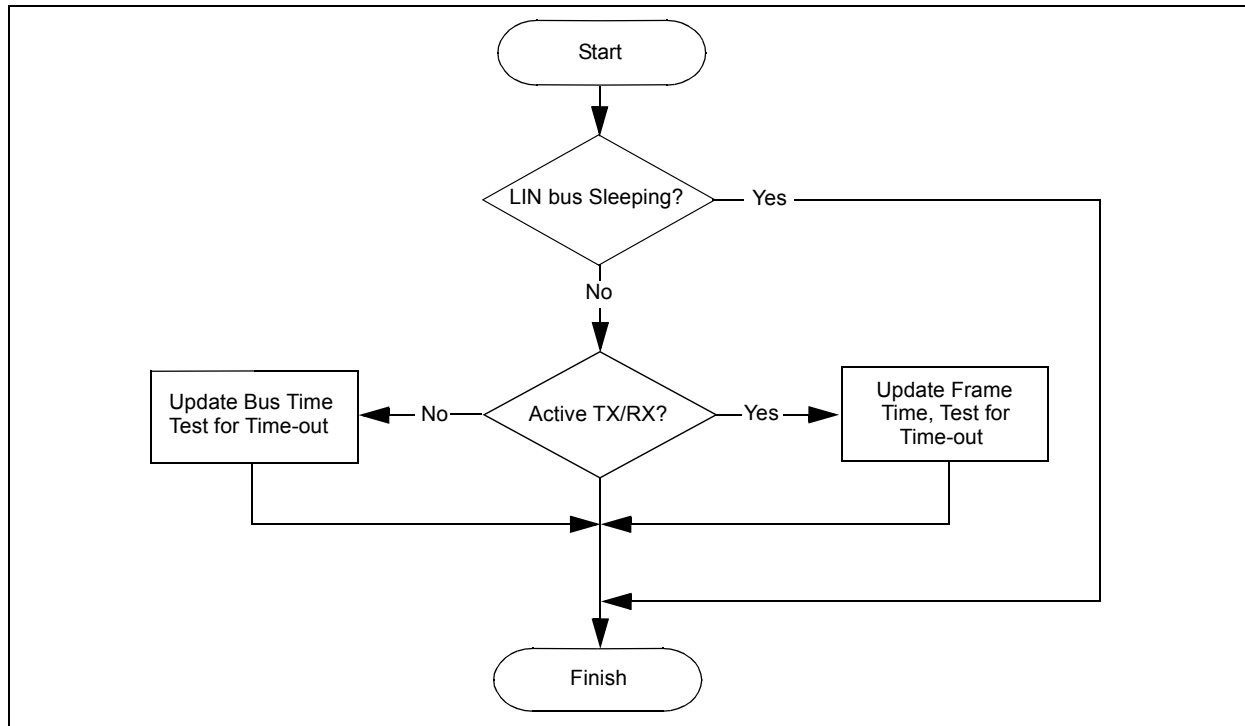 Start
LIN bus Sleeping?
Yes
No
Update Bus Time
Test for Time-out
No
Active TX/RX?
Yes
Update Frame
Time, Test for
Time-out
Finish